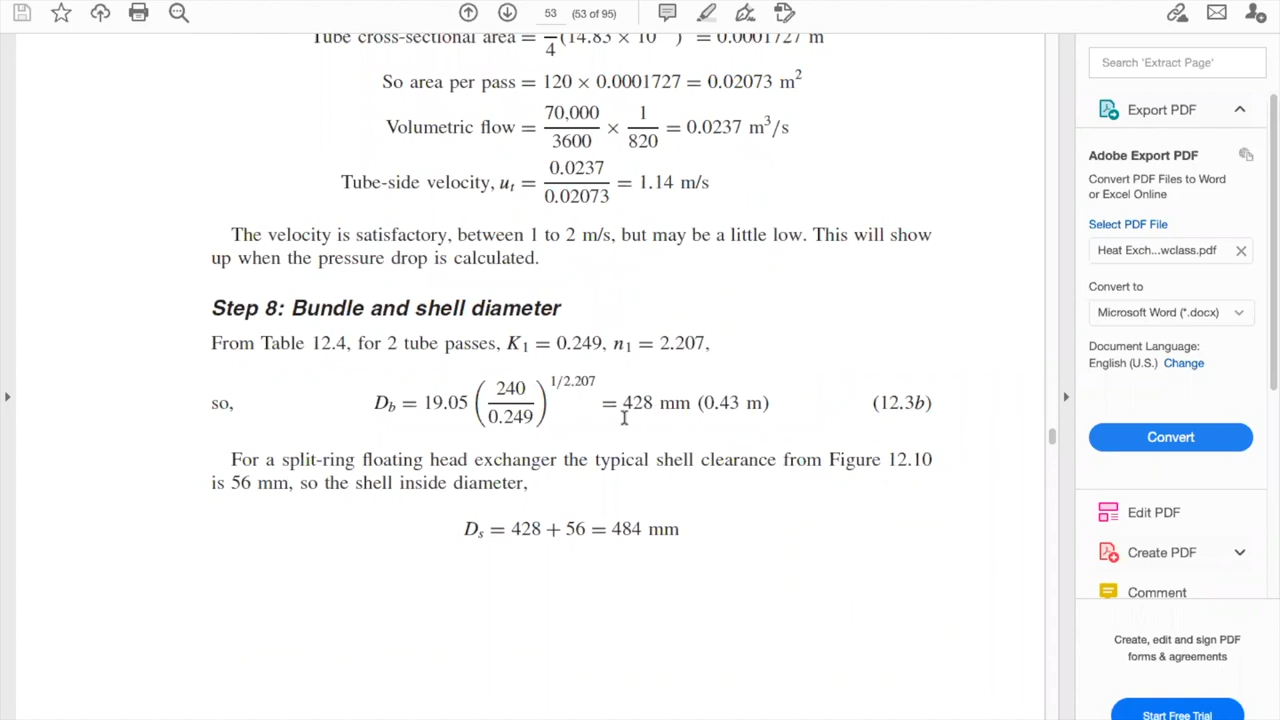 53 (53 of 95)
Tube cross-sectional area = π/4 (14.83 × 10 ) = 0.0001727 m
So area per pass = 120 × 0.0001727 = 0.02073 m²
Volumetric flow = 70,000/3600 × 1/820 = 0.0237 m³/s
Tube-side velocity, uₜ = 0.0237/0.02073 = 1.14 m/s
The velocity is satisfactory, between 1 to 2 m/s, but may be a little low. This will show
up when the pressure drop is calculated.
Step 8: Bundle and shell diameter
From Table 12.4, for 2 tube passes, K₁ = 0.249, n₁ = 2.207,
so, D_b = 19.05 (240/0.249)^1/2.207 = 428 mm (0.43 m) (12.3b)
For a split-ring floating head exchanger the typical shell clearance from Figure 12.10
is 56 mm, so the shell inside diameter,
Dₛ = 428 + 56 = 484 mm
Search 'Extract Page'
Export PDF
Adobe Export PDF
Convert PDF Files to Word
or Excel Online
Select PDF File
Heat Exch...wclass.pdf
Convert to
Microsoft Word (*.docx)
Document Language:
English (U.S.) Change
Convert
Edit PDF
Create PDF
Comment
Create, edit and sign PDF
forms & agreements
Start Free Trial